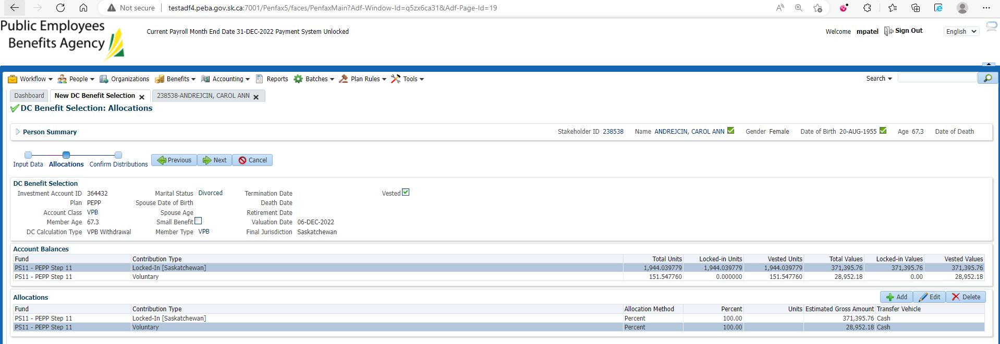 Not secure | testadf4.peba.gov.sk.ca:7001/Penfax5/faces/PenfaxMain?Adf-Window-Id=q5zx6ca31&Adf-Page-Id=19
Public Employees
Benefits Agency
Current Payroll Month End Date 31-DEC-2022 Payment System Unlocked
Welcome mpatel Sign Out English
Workflow People Organizations Benefits Accounting Reports Batches Plan Rules Tools Search
Dashboard New DC Benefit Selection 238538-ANDREJCIN, CAROL ANN
DC Benefit Selection: Allocations
Person Summary Stakeholder ID 238538 Name ANDREJCIN, CAROL ANN Gender Female Date of Birth 20-AUG-1955 Age 67.3 Date of Death
Previous Next Cancel
Input Data Allocations Confirm Distributions
DC Benefit Selection
Investment Account ID 364432 Marital Status Divorced Termination Date Vested
Plan PEPP Spouse Date of Birth Death Date
Account Class VPB Spouse Age Retirement Date
Member Age 67.3 Small Benefit Valuation Date 06-DEC-2022
DC Calculation Type VPB Withdrawal Member Type VPB Final Jurisdiction Saskatchewan
Account Balances
Fund Contribution Type Total Units Locked-in Units Vested Units Total Values Locked-in Values Vested Values
PS11 - PEPP Step 11 Locked-In [Saskatchewan] 1,944.039779 1,944.039779 1,944.039779 371,395.76 371,395.76 371,395.76
PS11 - PEPP Step 11 Voluntary 151.547760 0.000000 151.547760 28,952.18 0.00 28,952.18
Allocations Add Edit Delete
Fund Contribution Type Allocation Method Percent Units Estimated Gross Amount Transfer Vehicle
PS11 - PEPP Step 11 Locked-In [Saskatchewan] Percent 100.00 371,395.76 Cash
PS11 - PEPP Step 11 Voluntary Percent 100.00 28,952.18 Cash